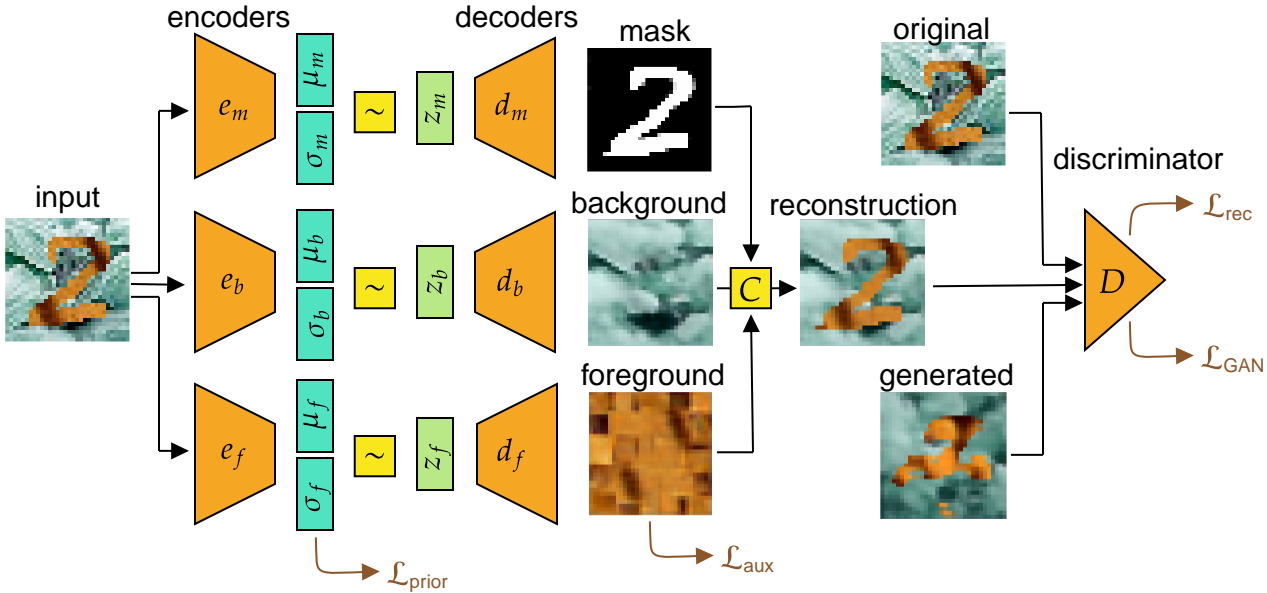 encoders
decoders
mask
original
e_m
μ_m
σ_m
~
z_m
d_m
2
discriminator
input
background
reconstruction
ℒ_rec
e_b
μ_b
σ_b
~
z_b
d_b
C
D
foreground
generated
ℒ_GAN
e_f
μ_f
σ_f
~
z_f
d_f
ℒ_prior
ℒ_aux